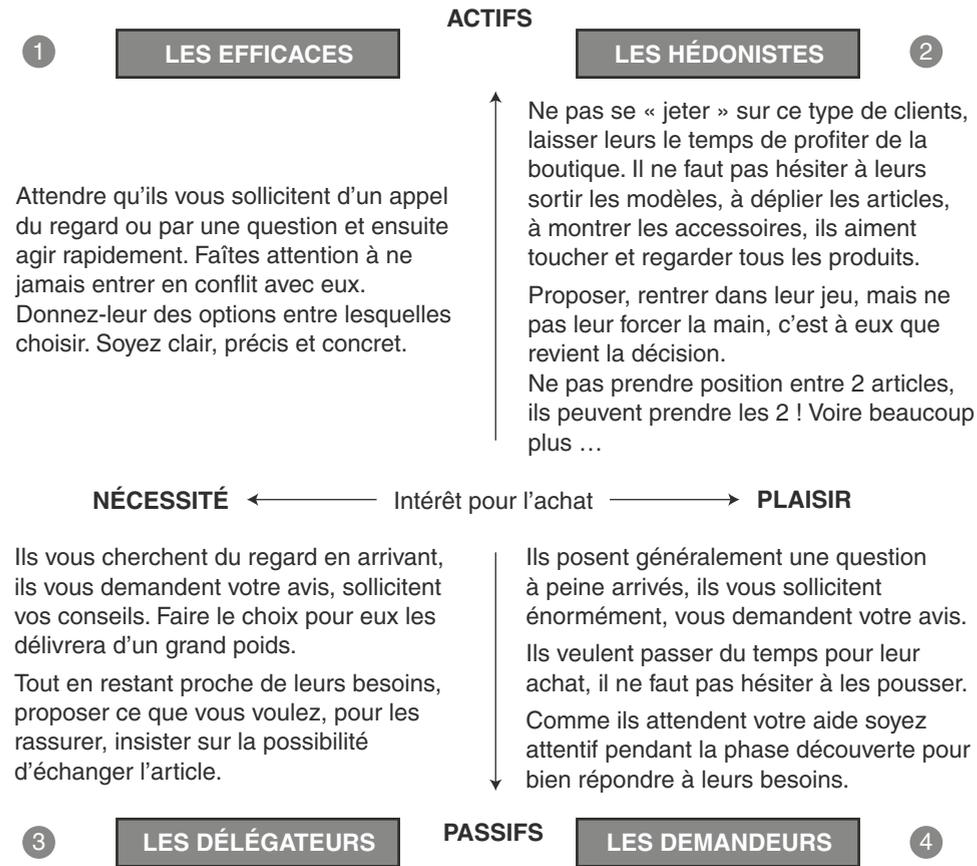 ACTIFS
1
LES EFFICACES
LES HÉDONISTES
2
Attendre qu’ils vous sollicitent d’un appel
du regard ou par une question et ensuite
agir rapidement. Faîtes attention à ne
jamais entrer en conflit avec eux.
Donnez-leur des options entre lesquelles
choisir. Soyez clair, précis et concret.
Ne pas se « jeter » sur ce type de clients,
laisser leurs le temps de profiter de la
boutique. Il ne faut pas hésiter à leurs
sortir les modèles, à déplier les articles,
à montrer les accessoires, ils aiment
toucher et regarder tous les produits.
Proposer, rentrer dans leur jeu, mais ne
pas leur forcer la main, c’est à eux que
revient la décision.
Ne pas prendre position entre 2 articles,
ils peuvent prendre les 2 ! Voire beaucoup
plus …
NÉCESSITÉ
Intérêt pour l’achat
PLAISIR
Ils vous cherchent du regard en arrivant,
ils vous demandent votre avis, sollicitent
vos conseils. Faire le choix pour eux les
délivrera d’un grand poids.
Tout en restant proche de leurs besoins,
proposer ce que vous voulez, pour les
rassurer, insister sur la possibilité
d’échanger l’article.
Ils posent généralement une question
à peine arrivés, ils vous sollicitent
énormément, vous demandent votre avis.
Ils veulent passer du temps pour leur
achat, il ne faut pas hésiter à les pousser.
Comme ils attendent votre aide soyez
attentif pendant la phase découverte pour
bien répondre à leurs besoins.
3
LES DÉLÉGATEURS
PASSIFS
LES DEMANDEURS
4